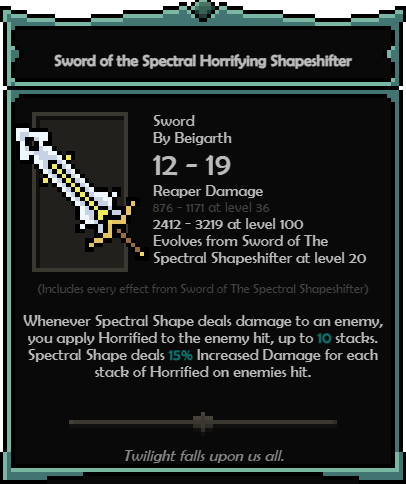 Sword of the Spectral Horrifying Shapeshifter
Sword
By Beigarth
12 - 19
Reaper Damage
876 - 1171 at level 36
2412 - 3219 at level 100
Evolves from Sword of The
Spectral Shapeshifter at level 20
(Includes every effect from Sword of The Spectral Shapeshifter)
Whenever Spectral Shape deals damage to an enemy,
you apply Horrified to the enemy hit, up to 10 stacks.
Spectral Shape deals 15% Increased Damage for each
stack of Horrified on enemies hit.
Twilight falls upon us all.